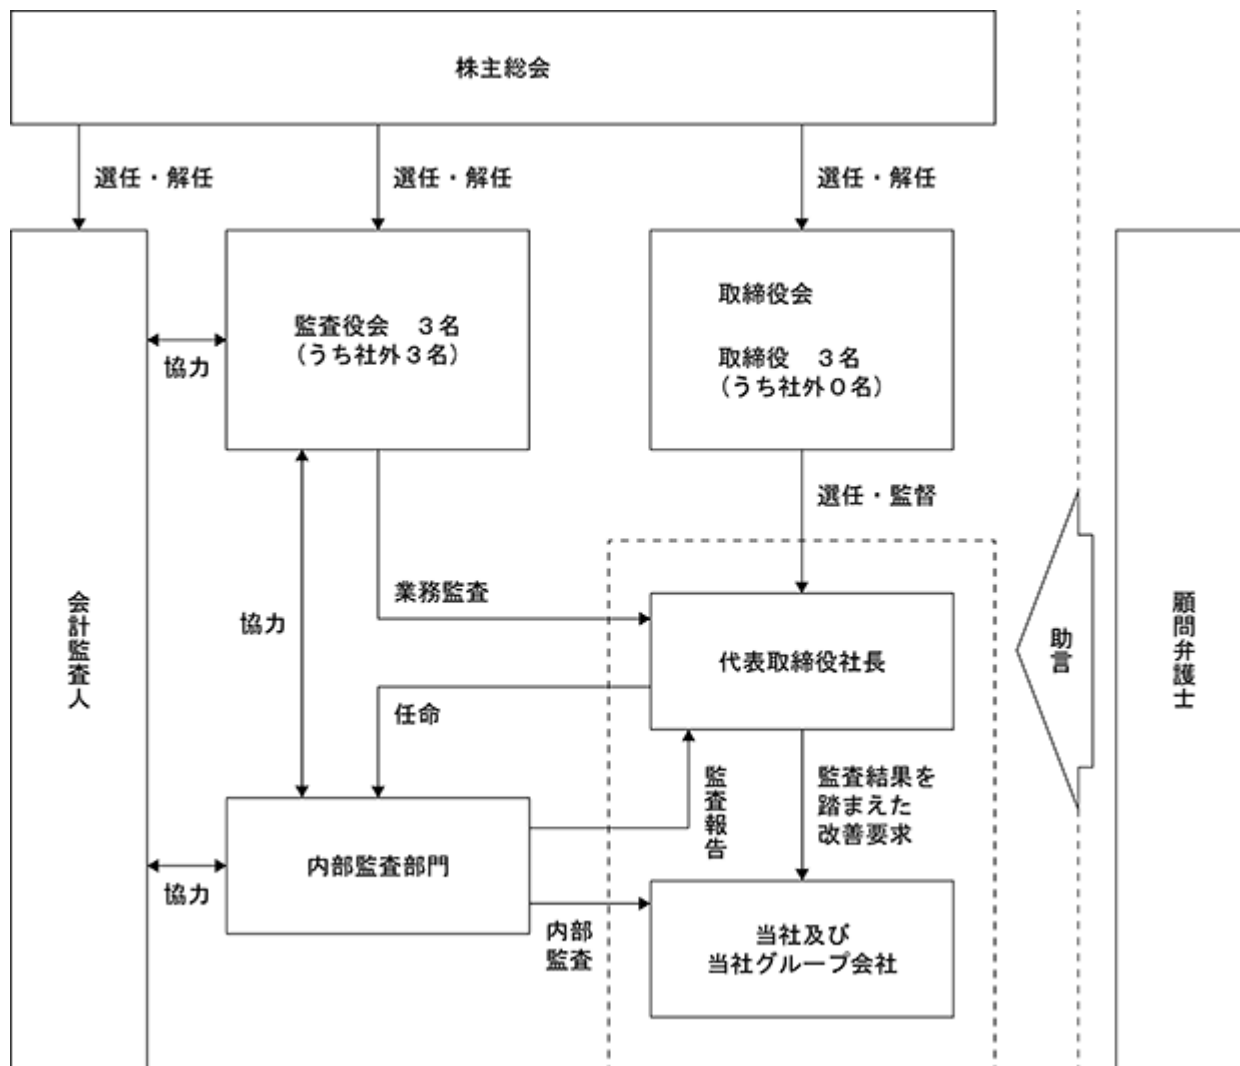 株主総会
選任・解任
選任・解任
選任・解任
監査役会　３名
（うち社外３名）
取締役会
取締役　３名
（うち社外０名）
協力
選任・監督
会計監査人
業務監査
協力
代表取締役社長
助言
顧問弁護士
任命
監査報告
監査結果を
踏まえた
改善要求
内部監査部門
協力
内部
監査
当社及び
当社グループ会社